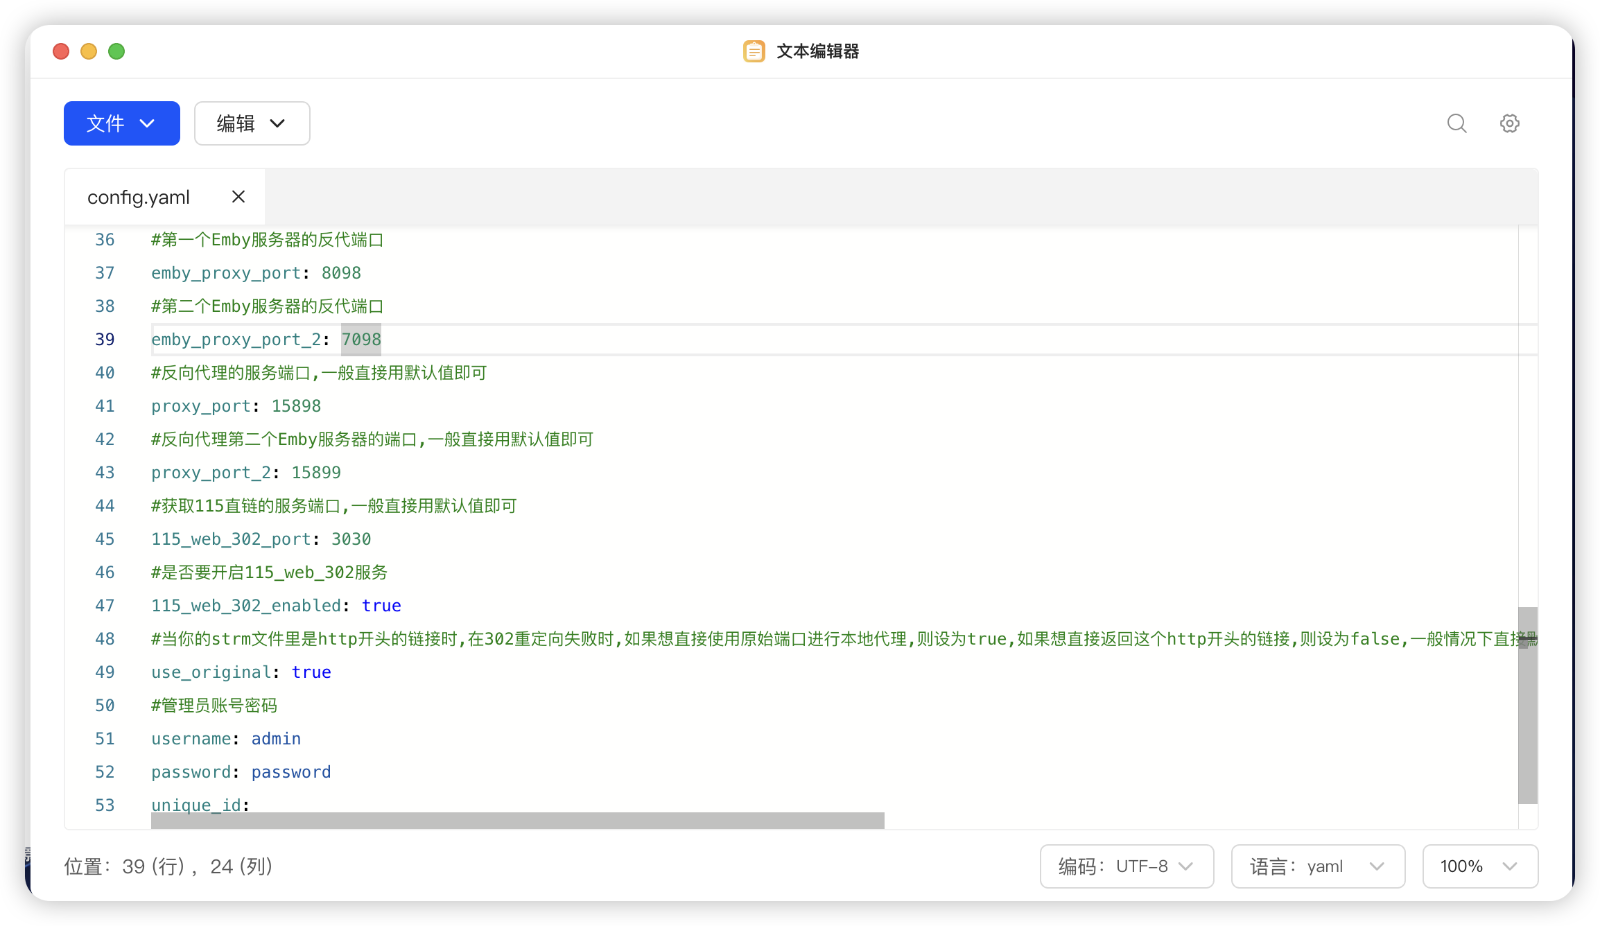 文本编辑器
文件 编辑
config.yaml
36 #第一个Emby服务器的反代端口
37 emby_proxy_port: 8098
38 #第二个Emby服务器的反代端口
39 emby_proxy_port_2: 7098
40 #反向代理的服务端口,一般直接用默认值即可
41 proxy_port: 15898
42 #反向代理第二个Emby服务器的端口,一般直接用默认值即可
43 proxy_port_2: 15899
44 #获取115直链的服务端口,一般直接用默认值即可
45 115_web_302_port: 3030
46 #是否要开启115_web_302服务
47 115_web_302_enabled: true
48 #当你的strm文件里是http开头的链接时,在302重定向失败时,如果想直接使用原始端口进行本地代理,则设为true,如果想直接返回这个http开头的链接,则设为false,一般情况下直接
49 use_original: true
50 #管理员账号密码
51 username: admin
52 password: password
53 unique_id:
位置：39 (行) ，24 (列) 编码：UTF-8 语言：yaml 100%